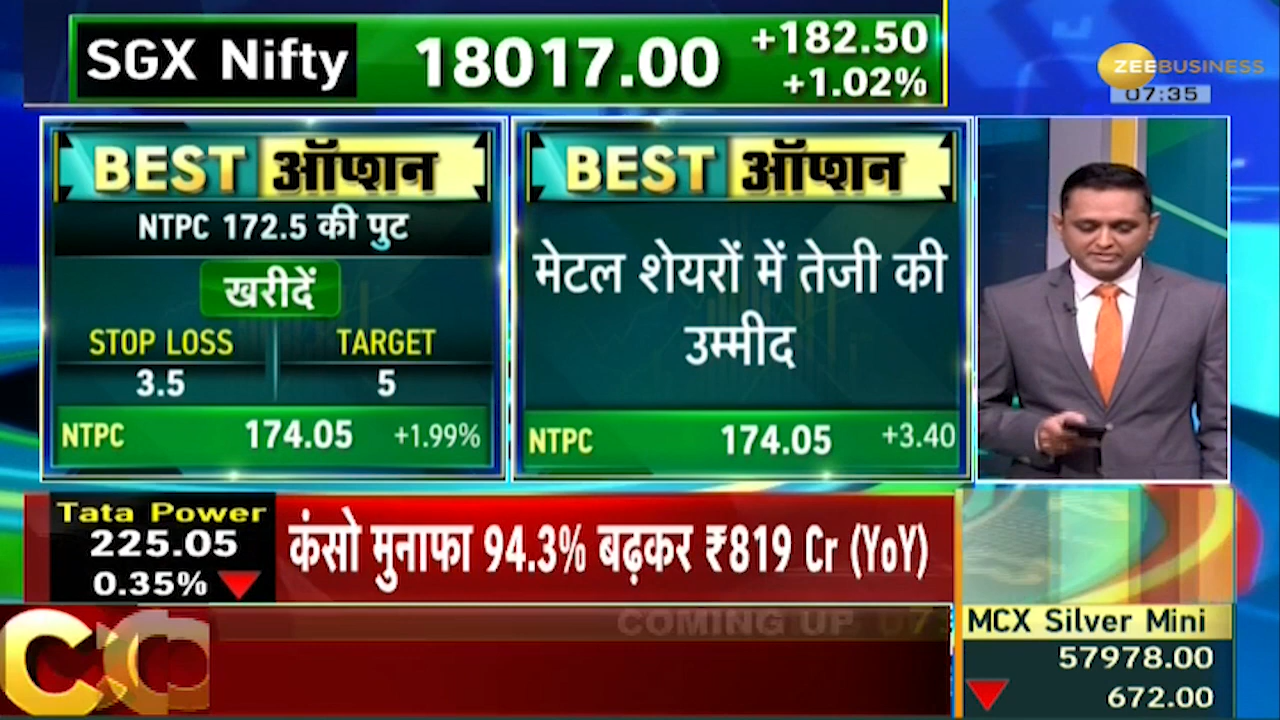 SGX Nifty
18017.00
+182.50
+1.02%
ZEEBUSINESS
07:35
BEST ऑप्शन
NTPC 172.5 की पुट
खरीदें
STOP LOSS
TARGET
3.5
5
NTPC 174.05 +1.99%
BEST ऑप्शन
मेटल शेयरों में तेजी की
उम्मीद
NTPC 174.05 +3.40
Tata Power
225.05
0.35%
कंसो मुनाफा 94.3% बढ़कर ₹819 Cr (YoY)
COMING UP
MCX Silver Mini
57978.00
672.00